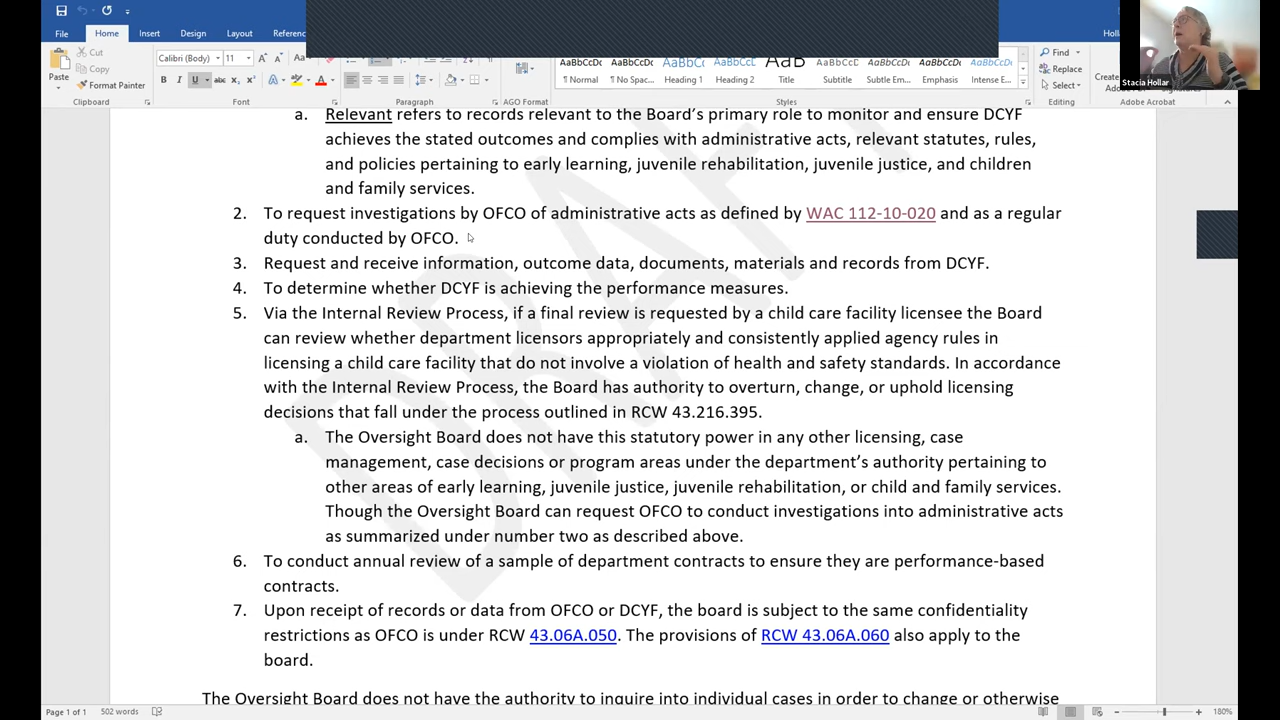 File Home Insert Design Layout Referenc Holla
Cut
Copy
Format Painter
Paste
Calibri (Body) 11 Aa
B I U abc x₂ x² A
AaBbCcDc AaBbCcDc AaBbCc AaBbCcC AaB AaBbCcD AaBbCcDc AaBbCcDc AaBbCcDc
¶ Normal ¶ No Spac... Heading 1 Heading 2 Title Subtitle Subtle Em... Emphasis Intense E...
Find
Replace
Select
Clipboard Font Paragraph AGO Format Styles Editing Adobe Acrobat
Stacia Hollar
a. Relevant refers to records relevant to the Board's primary role to monitor and ensure DCYF
achieves the stated outcomes and complies with administrative acts, relevant statutes, rules,
and policies pertaining to early learning, juvenile rehabilitation, juvenile justice, and children
and family services.
2. To request investigations by OFCO of administrative acts as defined by WAC 112-10-020 and as a regular
duty conducted by OFCO.
3. Request and receive information, outcome data, documents, materials and records from DCYF.
4. To determine whether DCYF is achieving the performance measures.
5. Via the Internal Review Process, if a final review is requested by a child care facility licensee the Board
can review whether department licensors appropriately and consistently applied agency rules in
licensing a child care facility that do not involve a violation of health and safety standards. In accordance
with the Internal Review Process, the Board has authority to overturn, change, or uphold licensing
decisions that fall under the process outlined in RCW 43.216.395.
a. The Oversight Board does not have this statutory power in any other licensing, case
management, case decisions or program areas under the department's authority pertaining to
other areas of early learning, juvenile justice, juvenile rehabilitation, or child and family services.
Though the Oversight Board can request OFCO to conduct investigations into administrative acts
as summarized under number two as described above.
6. To conduct annual review of a sample of department contracts to ensure they are performance-based
contracts.
7. Upon receipt of records or data from OFCO or DCYF, the board is subject to the same confidentiality
restrictions as OFCO is under RCW 43.06A.050. The provisions of RCW 43.06A.060 also apply to the
board.
The Oversight Board does not have the authority to inquire into individual cases in order to change or otherwise
DRAFT
Page 1 of 1 502 words 180%